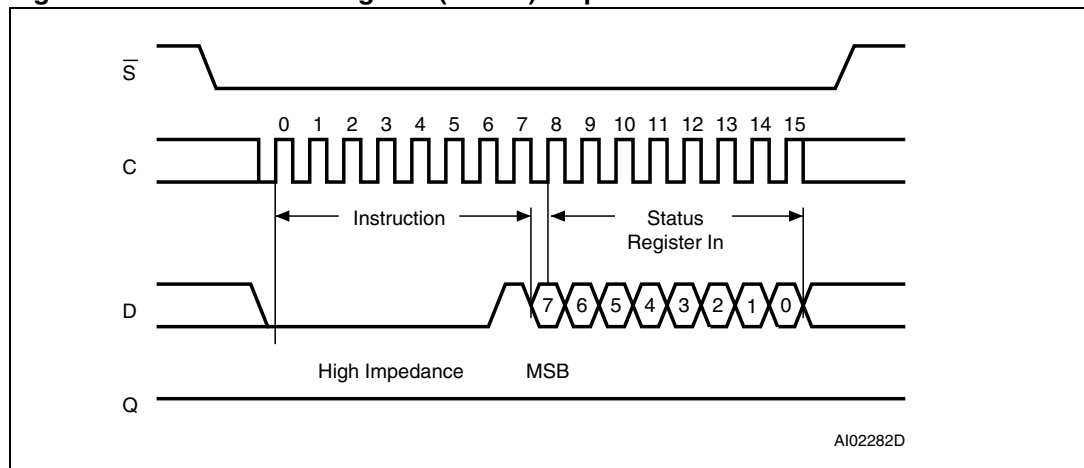 S
0 1 2 3 4 5 6 7 8 9 10 11 12 13 14 15
C
Instruction
Status
Register In
D
7 6 5 4 3 2 1 0
High Impedance
MSB
Q
AI02282D